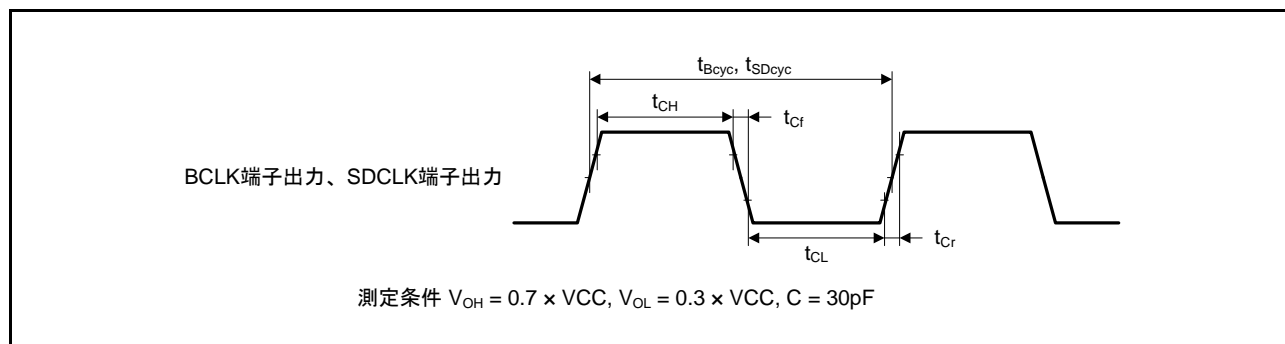 tBcyc, tSDcyc
tCH
tCf
BCLK端子出力、SDCLK端子出力
tCL
tCr
測定条件 VOH = 0.7 × VCC, VOL = 0.3 × VCC, C = 30pF